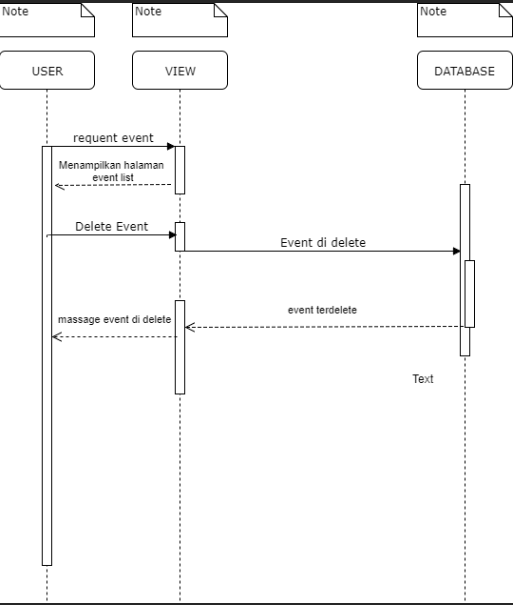 Note
Note
Note
USER
VIEW
DATABASE
requent event
Menampilkan halaman
event list
Delete Event
Event di delete
event terdelete
massage event di delete
Text